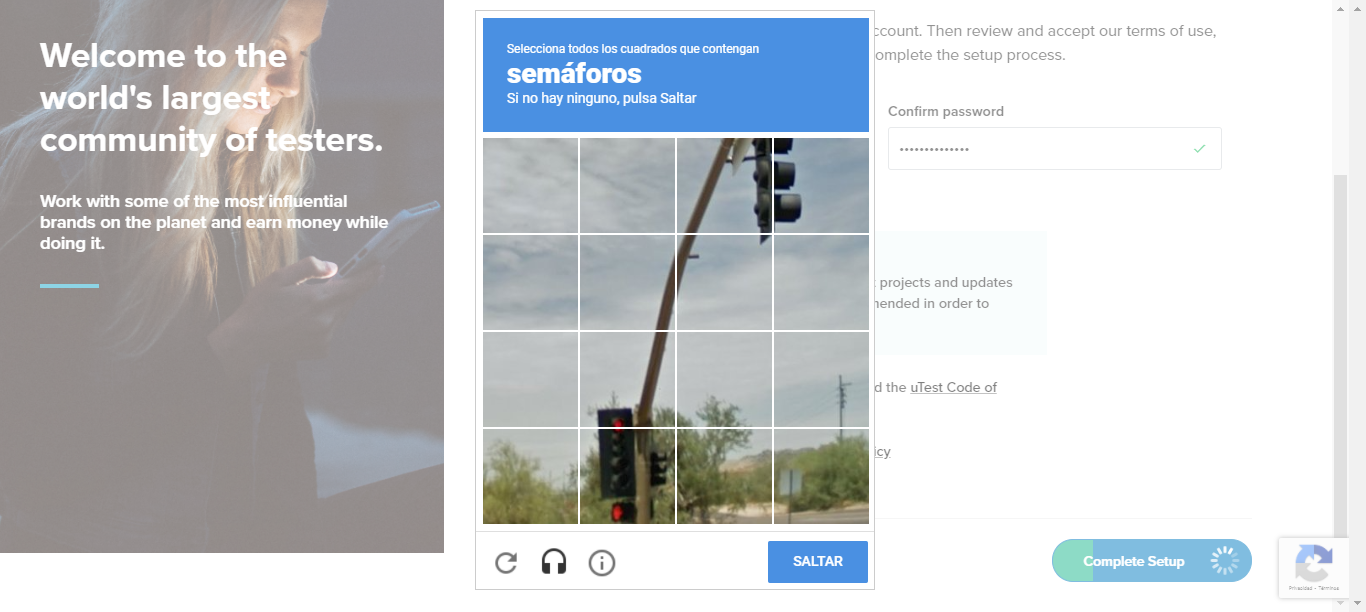 Welcome to the
world's largest
community of testers.
Work with some of the most influential
brands on the planet and earn money while
doing it.
Selecciona todos los cuadrados que contengan
semáforos
Si no hay ninguno, pulsa Saltar
SALTAR
ccount. Then review and accept our terms of use,
omplete the setup process.
Confirm password
••••••••••••••
projects and updates
nended in order to
d the uTest Code of
icy
Complete Setup
Privacidad - Términos